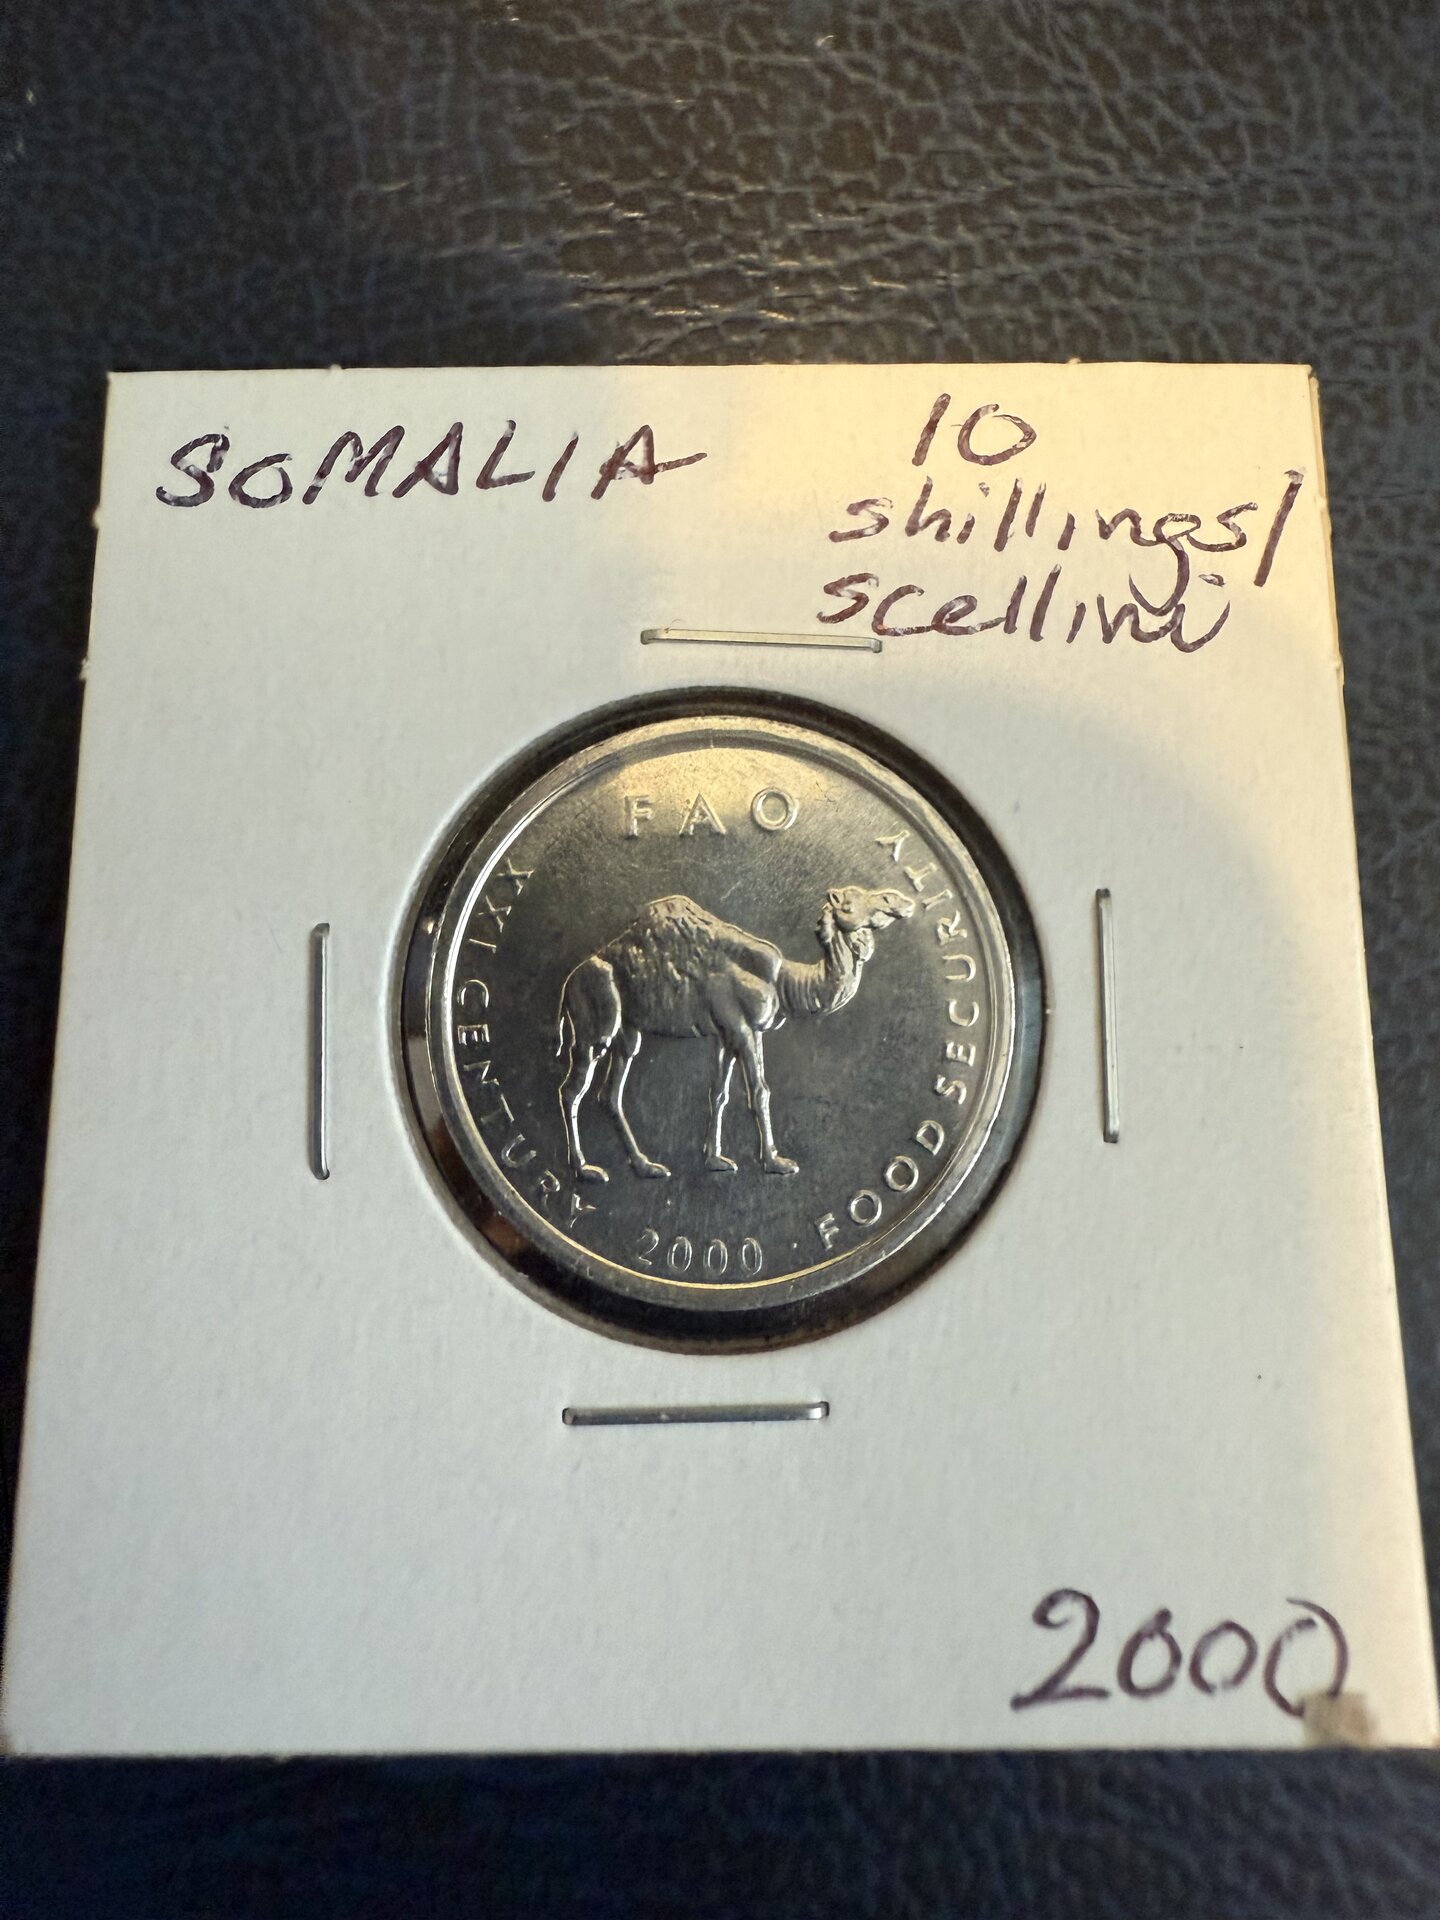 SOMALIA
10
shillings/
scellini
FAO
XXI CENTURY
2000
FOOD SECURITY
2000